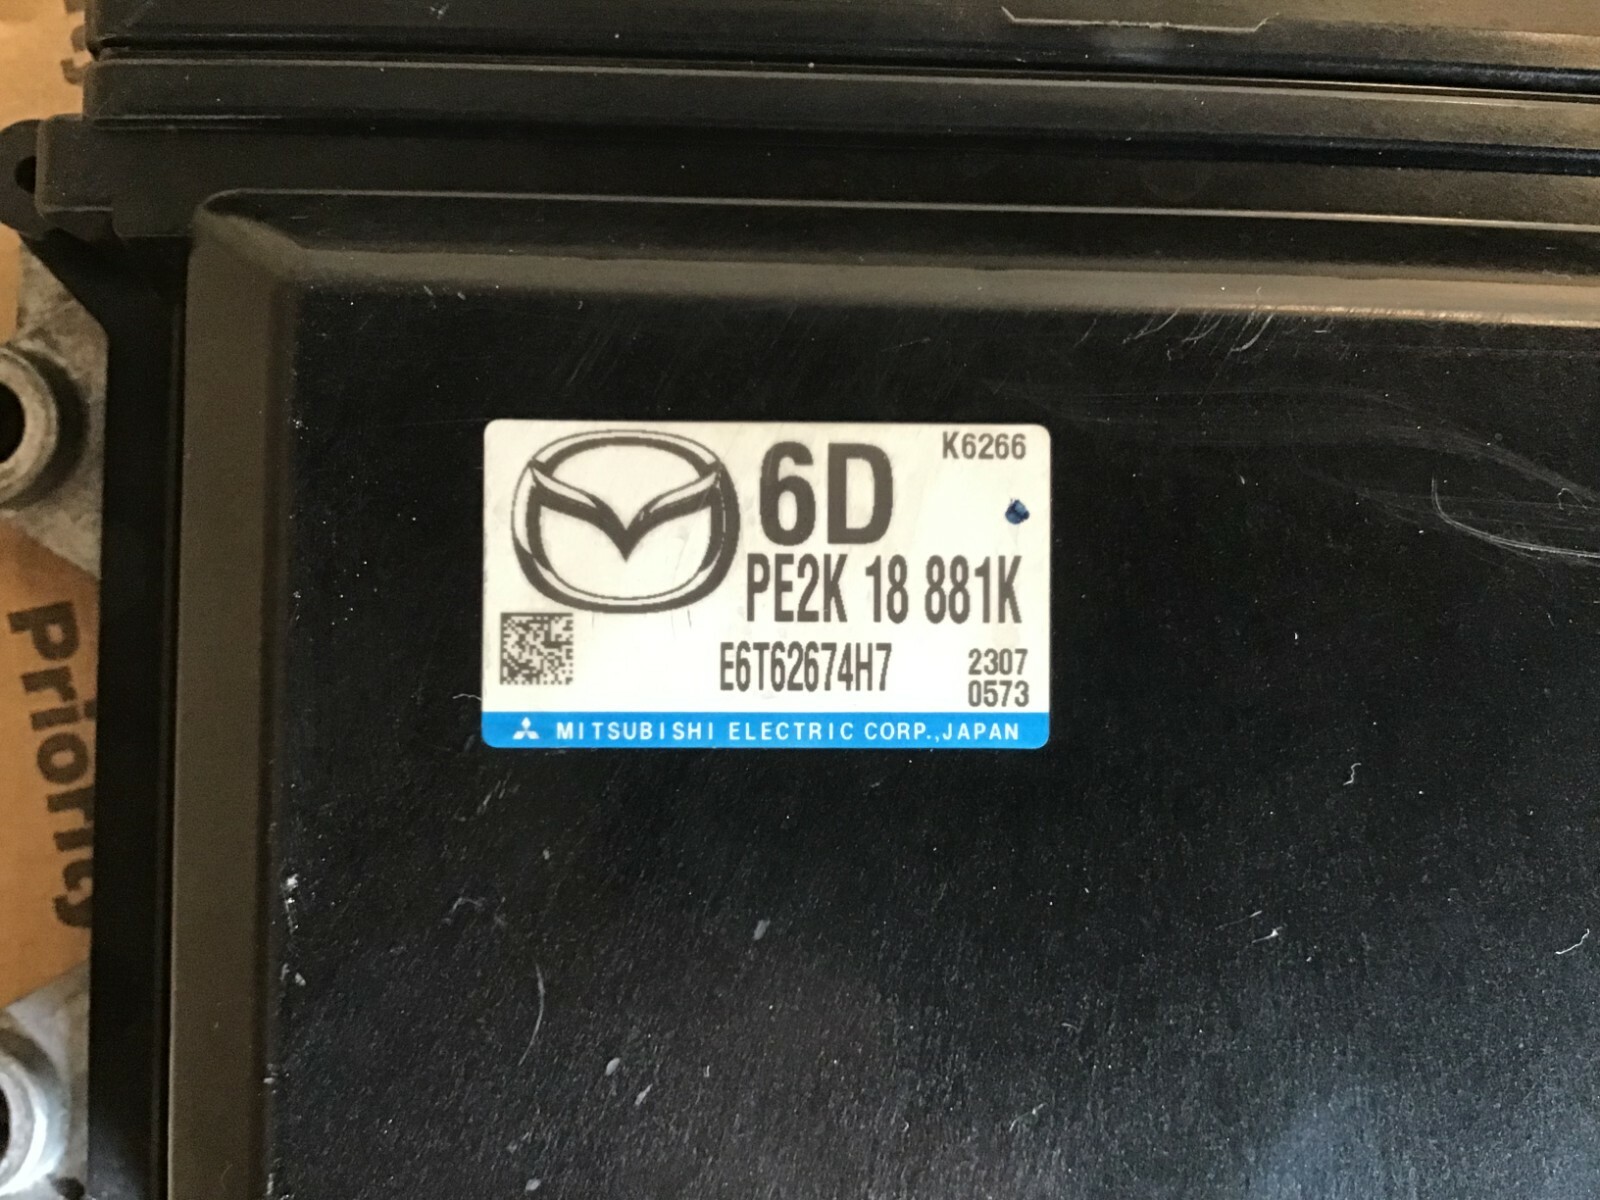 K6266
6D
PE2K 18 881K
E6T62674H7
2307
0573
MITSUBISHI ELECTRIC CORP.,JAPAN
priority